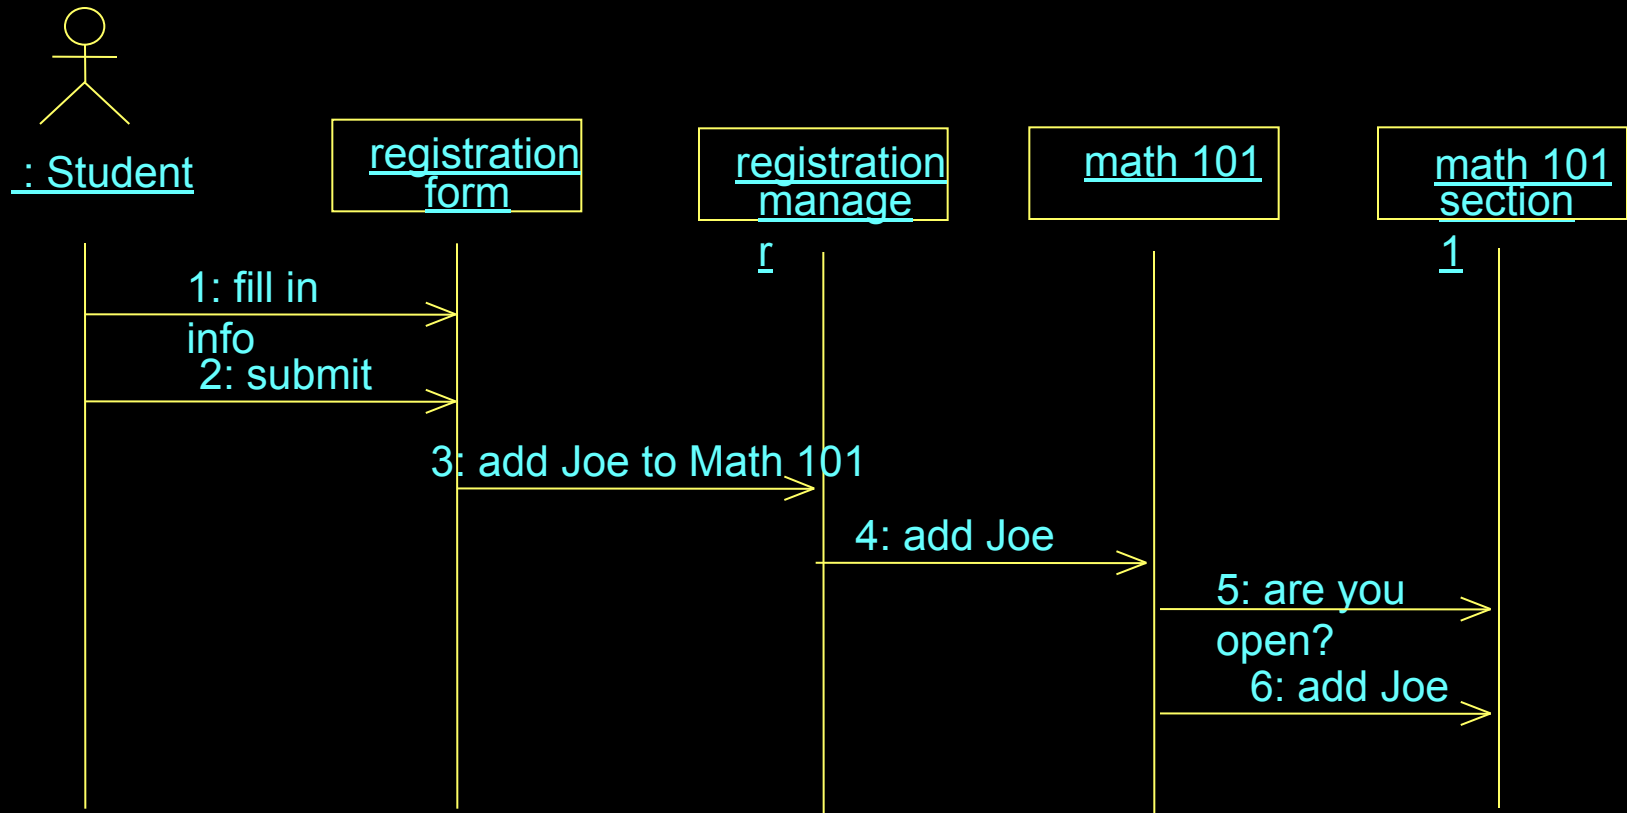 : Student
registration
form
registration
manage
r
math 101
math 101
section
1
1: fill in
info
2: submit
3: add Joe to Math 101
4: add Joe
5: are you
open?
6: add Joe